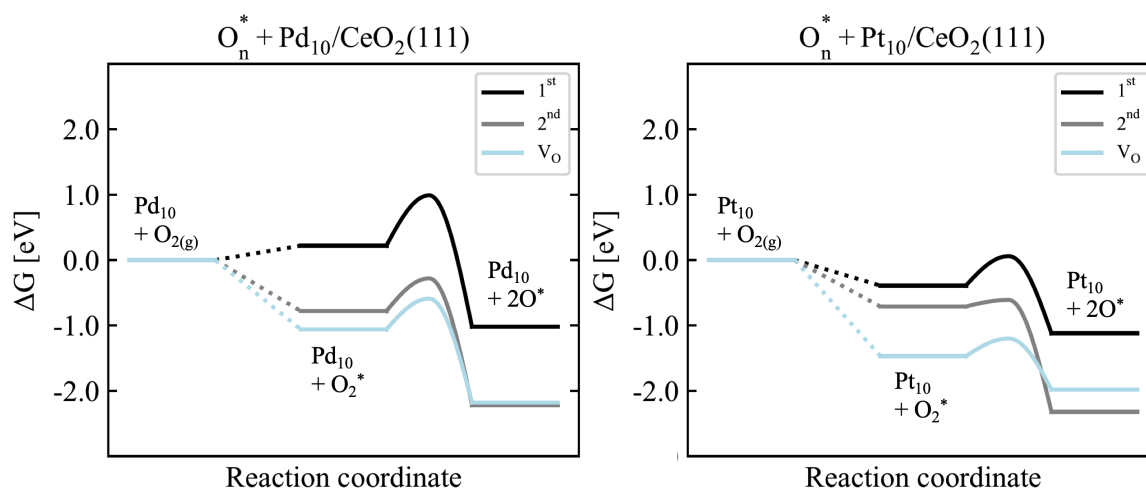 O*n + Pd10/CeO2(111)
1st
2nd
VO
2.0
1.0
0.0
-1.0
-2.0
ΔG [eV]
Pd10
+ O2(g)
Pd10
+ O2*
Pd10
+ 2O*
Reaction coordinate
O*n + Pt10/CeO2(111)
1st
2nd
VO
2.0
1.0
0.0
-1.0
-2.0
ΔG [eV]
Pt10
+ O2(g)
Pt10
+ O2*
Pt10
+ 2O*
Reaction coordinate